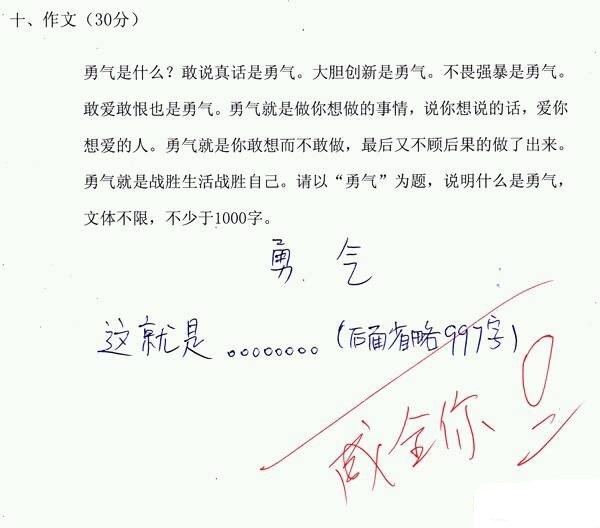 十、作文（30分）
勇气是什么？敢说真话是勇气。大胆创新是勇气。不畏强暴是勇气。
敢爱敢恨也是勇气。勇气就是做你想做的事情，说你想说的话，爱你
想爱的人。勇气就是你敢想而不敢做，最后又不顾后果的做了出来。
勇气就是战胜生活战胜自己。请以“勇气”为题，说明什么是勇气，
文体不限，不少于1000字。
勇 气
这就是 。。。。。。。。（后面省略997字）
成全你
0